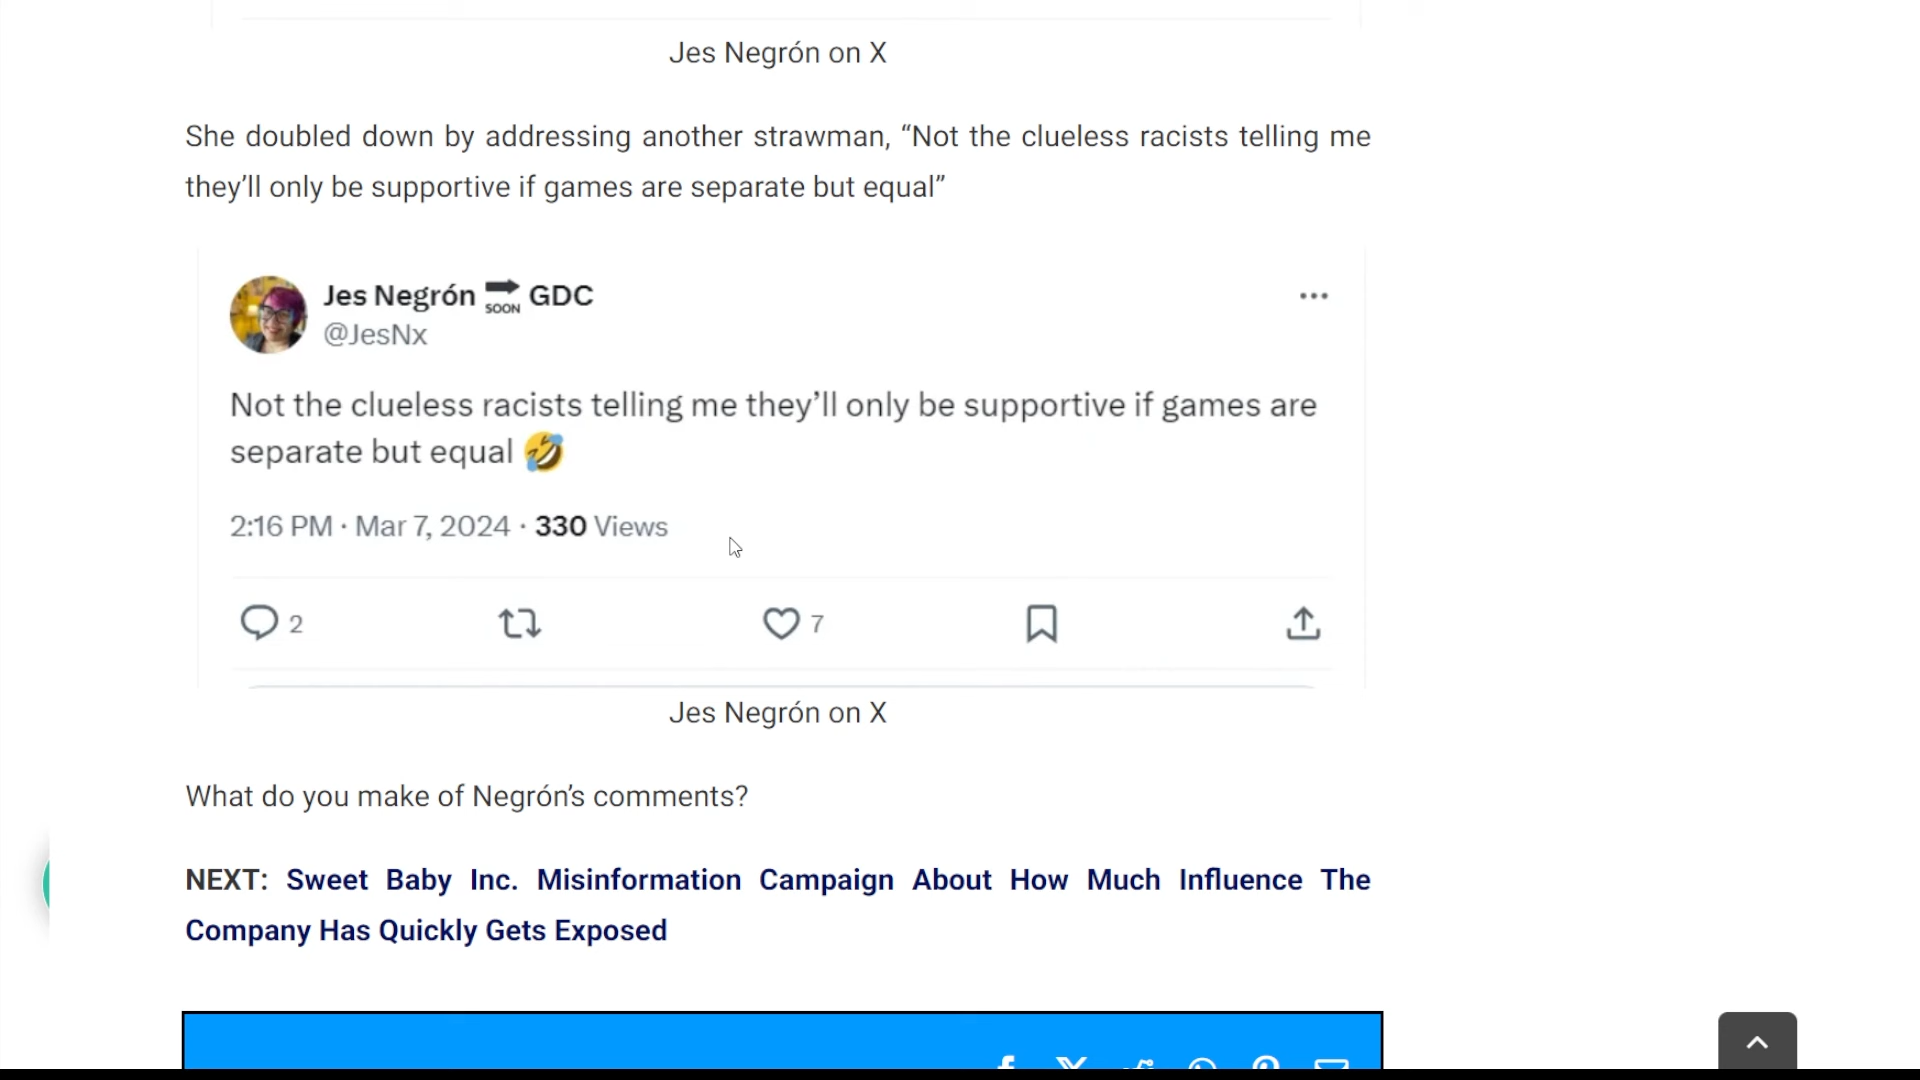 Jes Negrón on X
She doubled down by addressing another strawman, “Not the clueless racists telling me
they’ll only be supportive if games are separate but equal”
Jes Negrón SOON GDC
@JesNx
Not the clueless racists telling me they’ll only be supportive if games are
separate but equal 🤣
2:16 PM · Mar 7, 2024 · 330 Views
2 7
Jes Negrón on X
What do you make of Negrón’s comments?
NEXT: Sweet Baby Inc. Misinformation Campaign About How Much Influence The
Company Has Quickly Gets Exposed